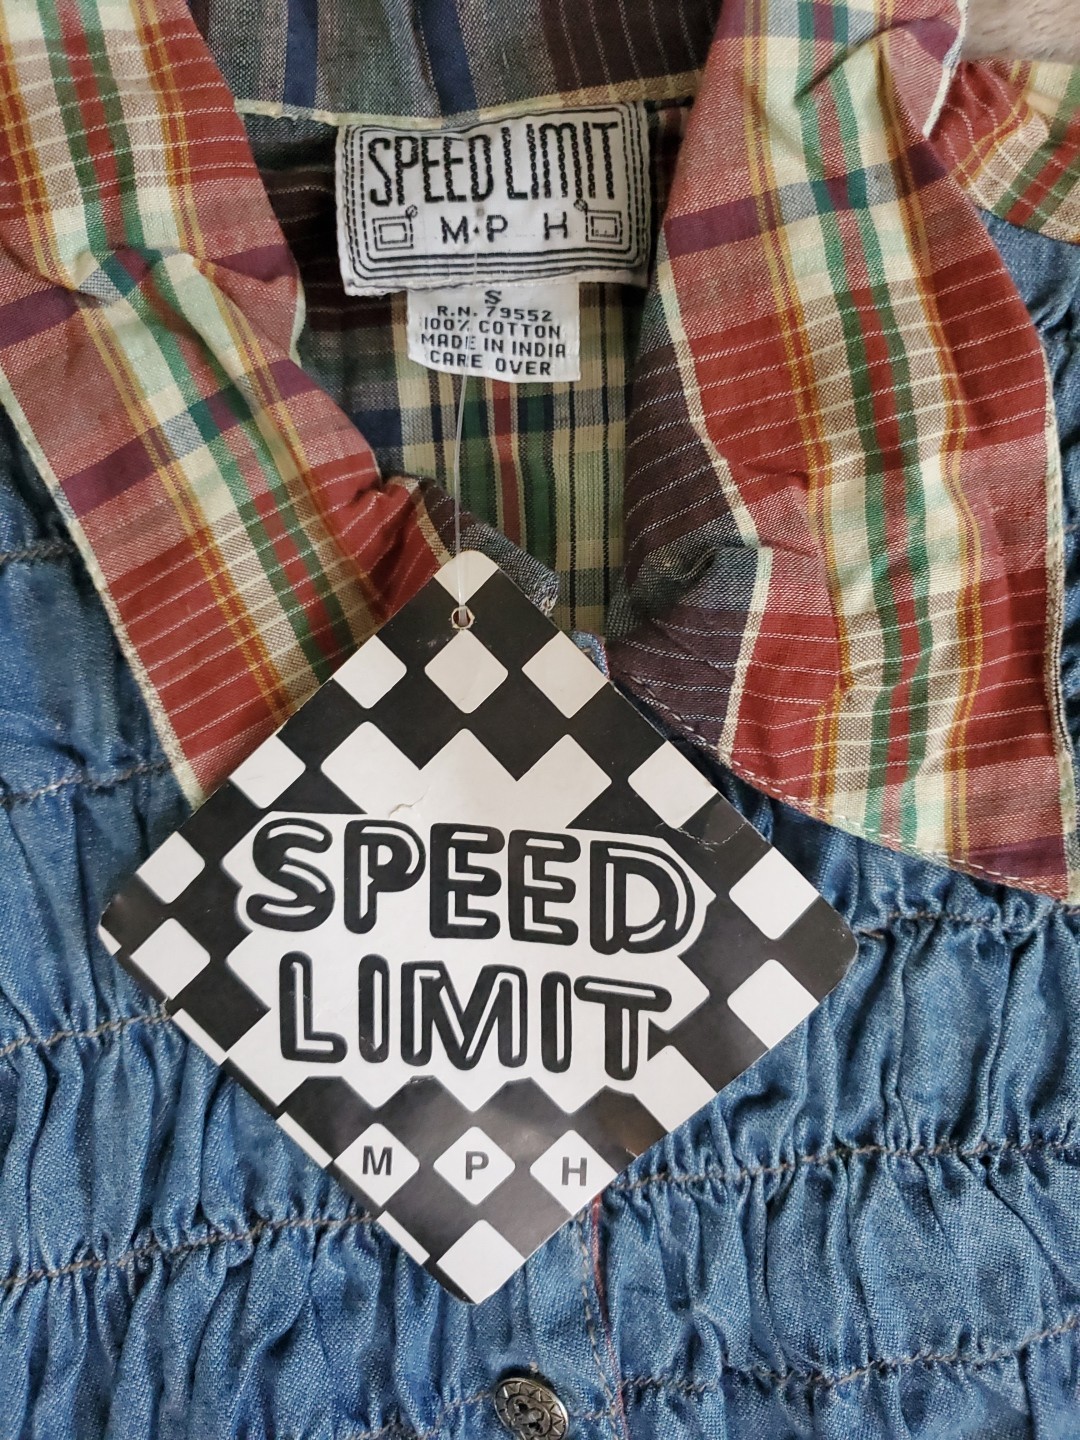 SPEED LIMIT
M·P H
S
R.N. 79552
100% COTTON
MADE IN INDIA
CARE OVER
SPEED
LIMIT
M P H